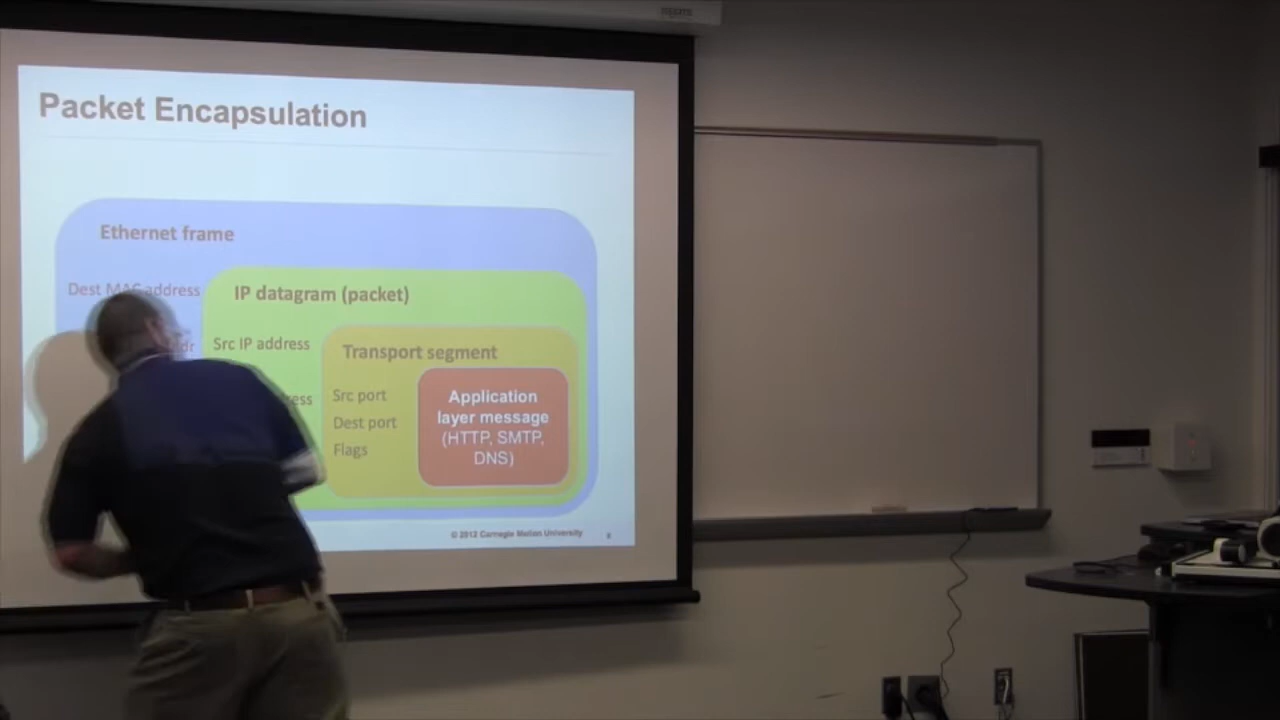 Packet Encapsulation
Ethernet frame
Dest MAC address
IP datagram (packet)
Src IP address
Transport segment
Src port
Dest port
Flags
Application
layer message
(HTTP, SMTP,
DNS)
© 2012 Carnegie Mellon University